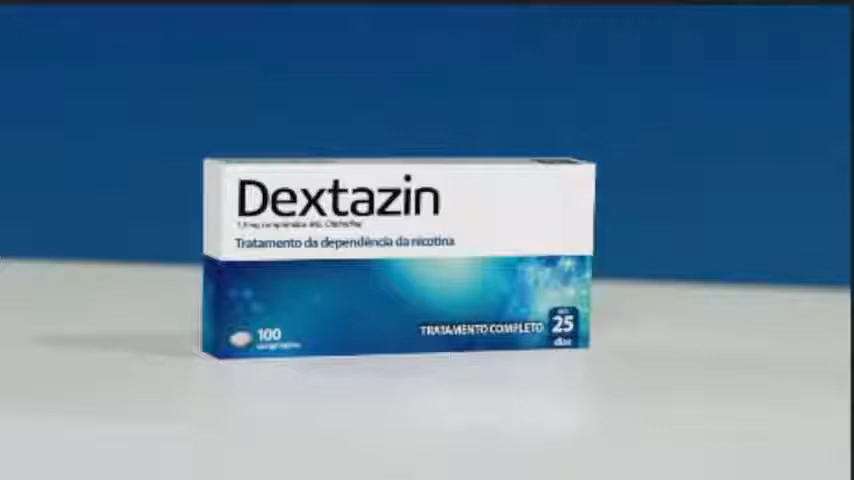 Dextazin
Tratamento da dependência da nicotina
100
TRATAMENTO COMPLETO
25
dias